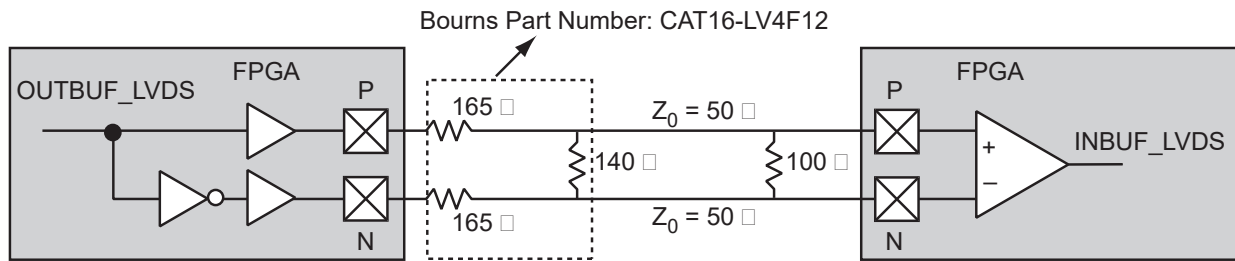 Bourns Part Number: CAT16-LV4F12
FPGA
OUTBUF_LVDS
P
165 □
Z0 = 50 □
140 □
100 □
FPGA
P
+
−
INBUF_LVDS
N
165 □
Z0 = 50 □
N